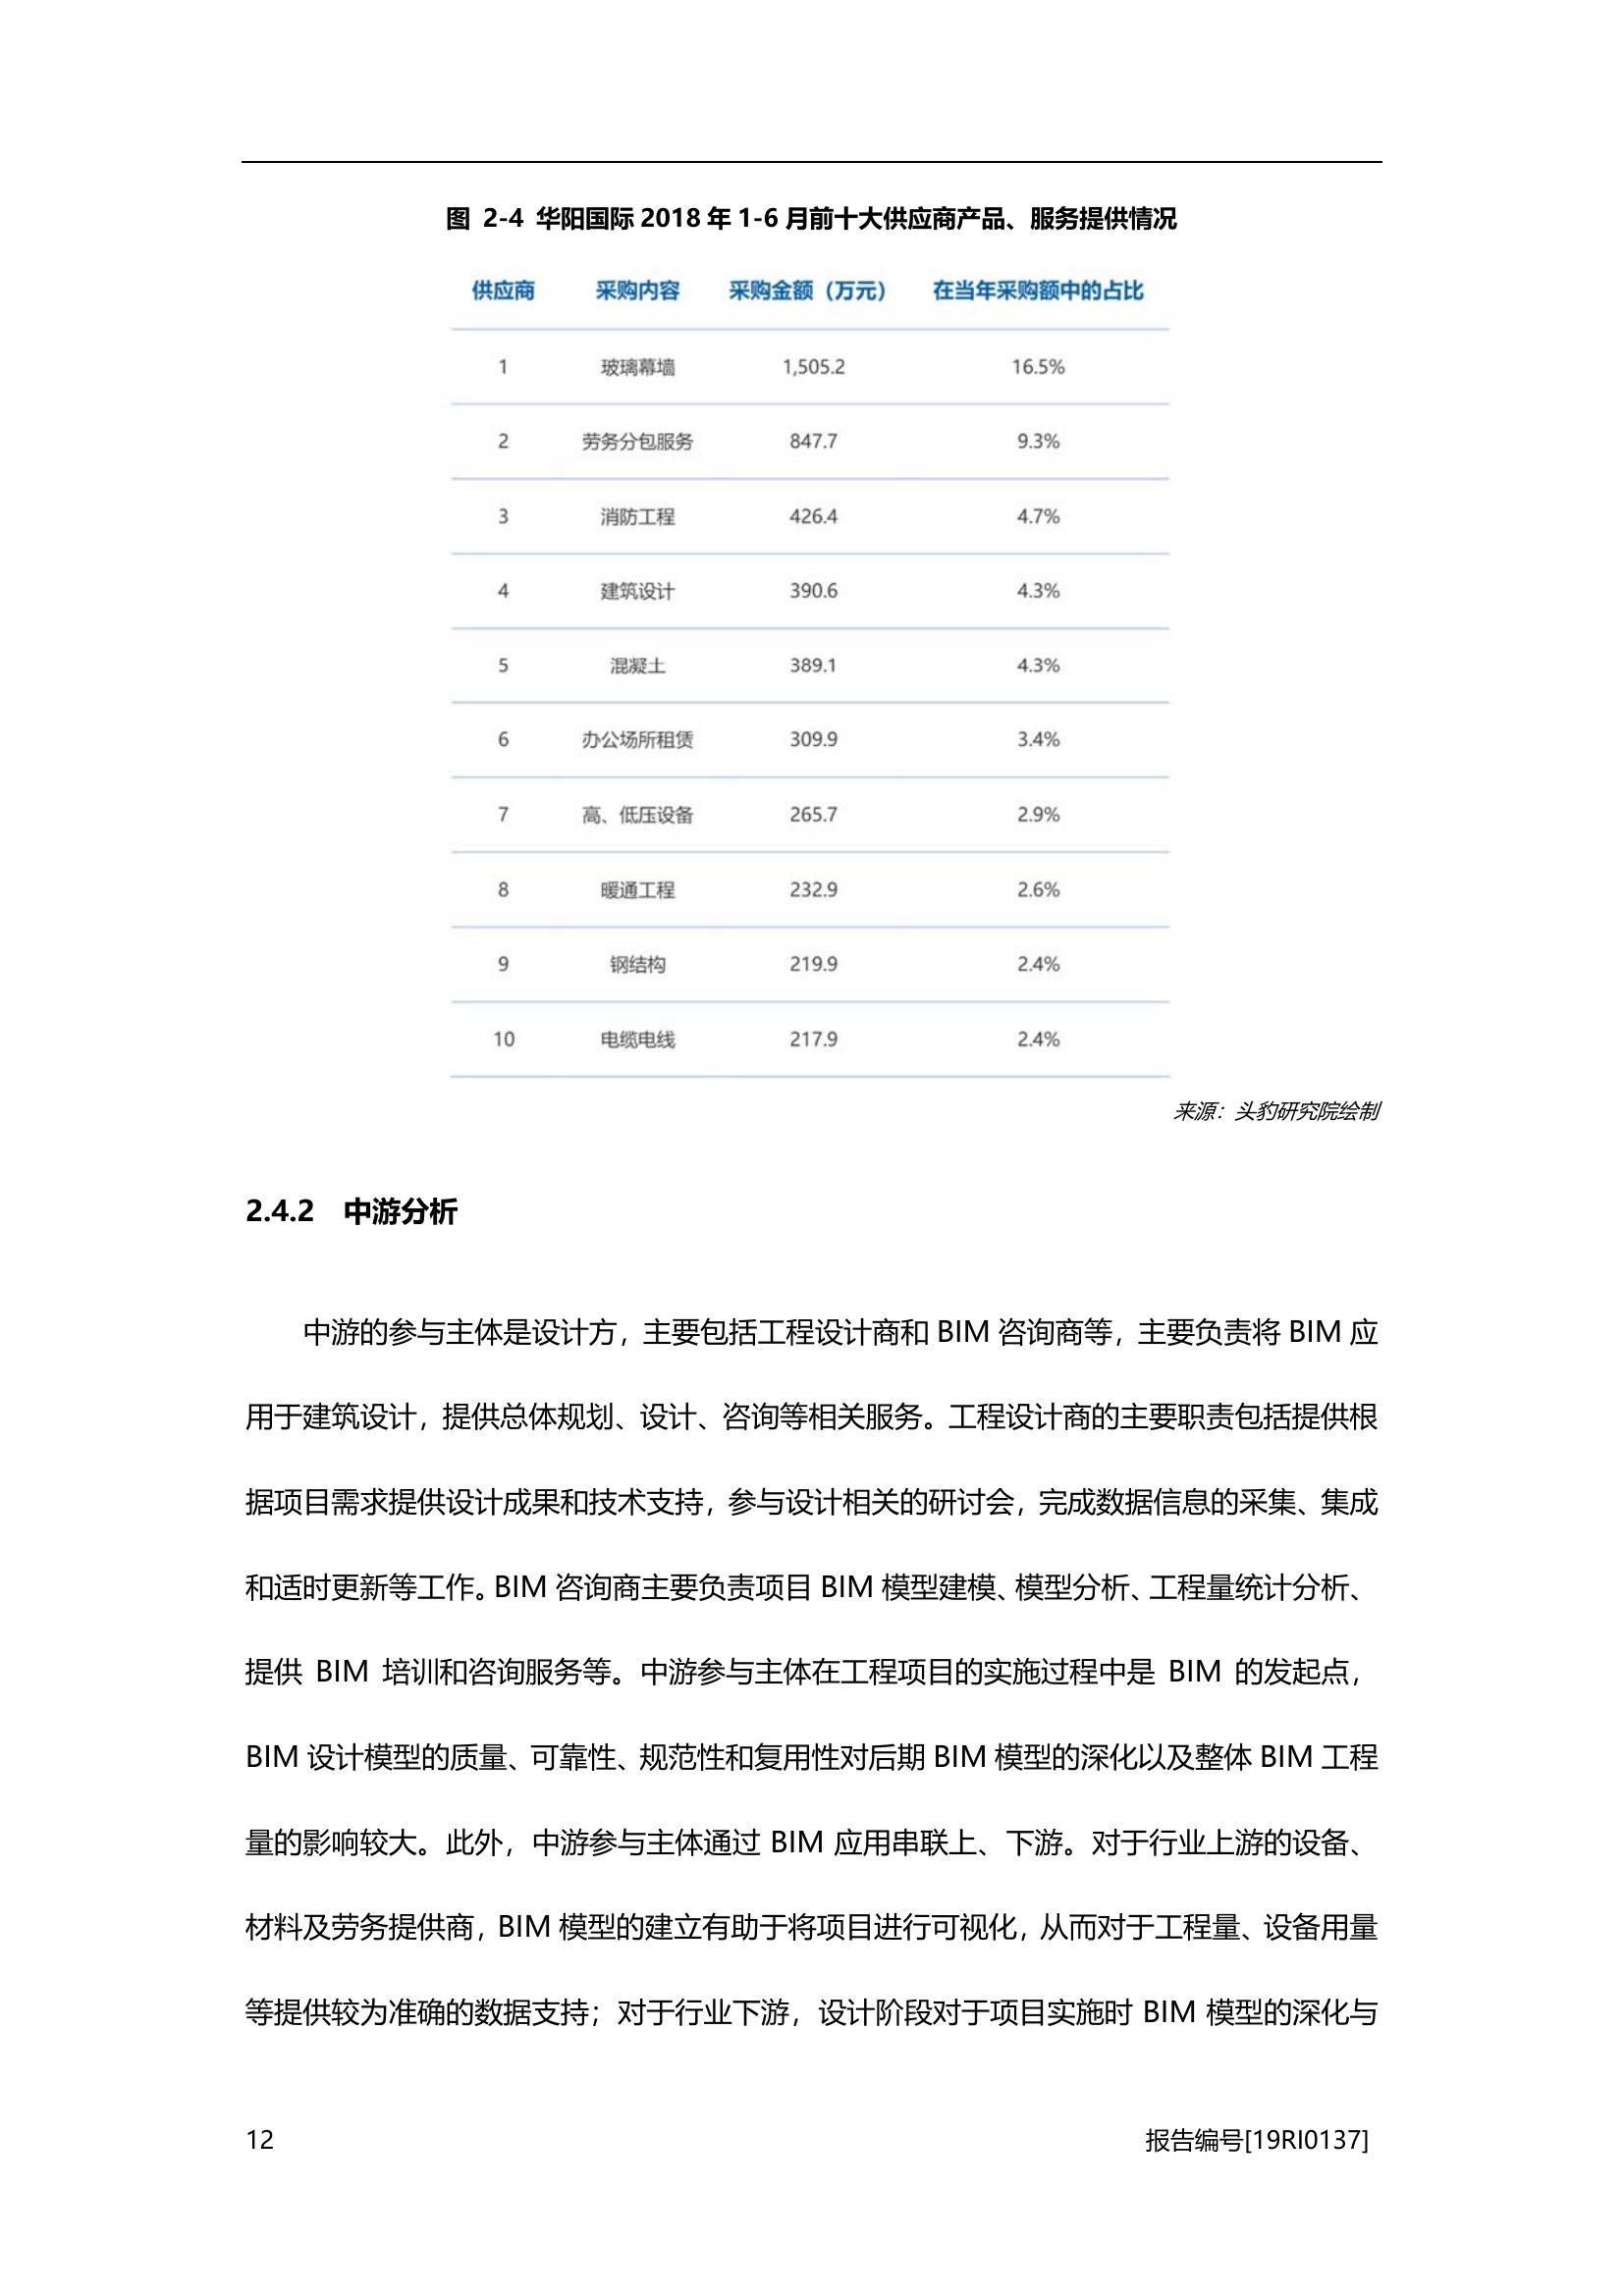 图 2-4 华阳国际 2018 年 1-6 月前十大供应商产品、服务提供情况
供应商 采购内容 采购金额（万元） 在当年采购额中的占比
1 玻璃幕墙 1,505.2 16.5%
2 劳务分包服务 847.7 9.3%
3 消防工程 426.4 4.7%
4 建筑设计 390.6 4.3%
5 混凝土 389.1 4.3%
6 办公场所租赁 309.9 3.4%
7 高、低压设备 265.7 2.9%
8 暖通工程 232.9 2.6%
9 钢结构 219.9 2.4%
10 电缆电线 217.9 2.4%
来源：头豹研究院绘制
2.4.2 中游分析
中游的参与主体是设计方，主要包括工程设计商和 BIM 咨询商等，主要负责将 BIM 应
用于建筑设计，提供总体规划、设计、咨询等相关服务。工程设计商的主要职责包括提供根
据项目需求提供设计成果和技术支持，参与设计相关的研讨会，完成数据信息的采集、集成
和适时更新等工作。BIM 咨询商主要负责项目 BIM 模型建模、模型分析、工程量统计分析、
提供 BIM 培训和咨询服务等。中游参与主体在工程项目的实施过程中是 BIM 的发起点，
BIM 设计模型的质量、可靠性、规范性和复用性对后期 BIM 模型的深化以及整体 BIM 工程
量的影响较大。此外，中游参与主体通过 BIM 应用串联上、下游。对于行业上游的设备、
材料及劳务提供商，BIM 模型的建立有助于将项目进行可视化，从而对于工程量、设备用量
等提供较为准确的数据支持；对于行业下游，设计阶段对于项目实施时 BIM 模型的深化与
12 报告编号[19RI0137]